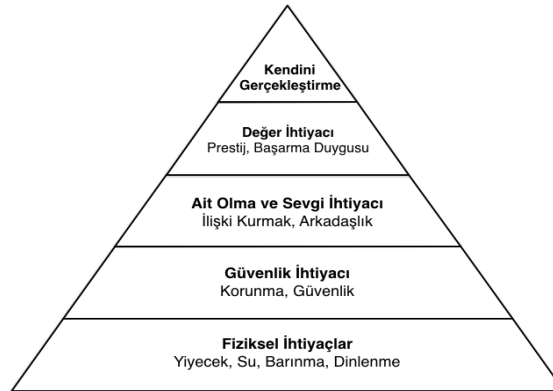 Kendini
Gerçekleştirme
Değer İhtiyacı
Prestij, Başarma Duygusu
Ait Olma ve Sevgi İhtiyacı
İlişki Kurmak, Arkadaşlık
Güvenlik İhtiyacı
Korunma, Güvenlik
Fiziksel İhtiyaçlar
Yiyecek, Su, Barınma, Dinlenme